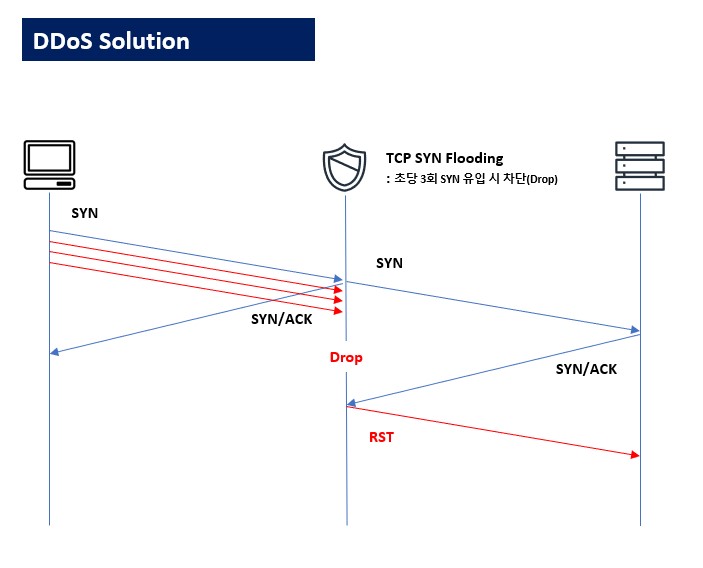 DDoS Solution
TCP SYN Flooding
: 초당 3회 SYN 유입 시 차단(Drop)
SYN
SYN
SYN/ACK
Drop
SYN/ACK
RST